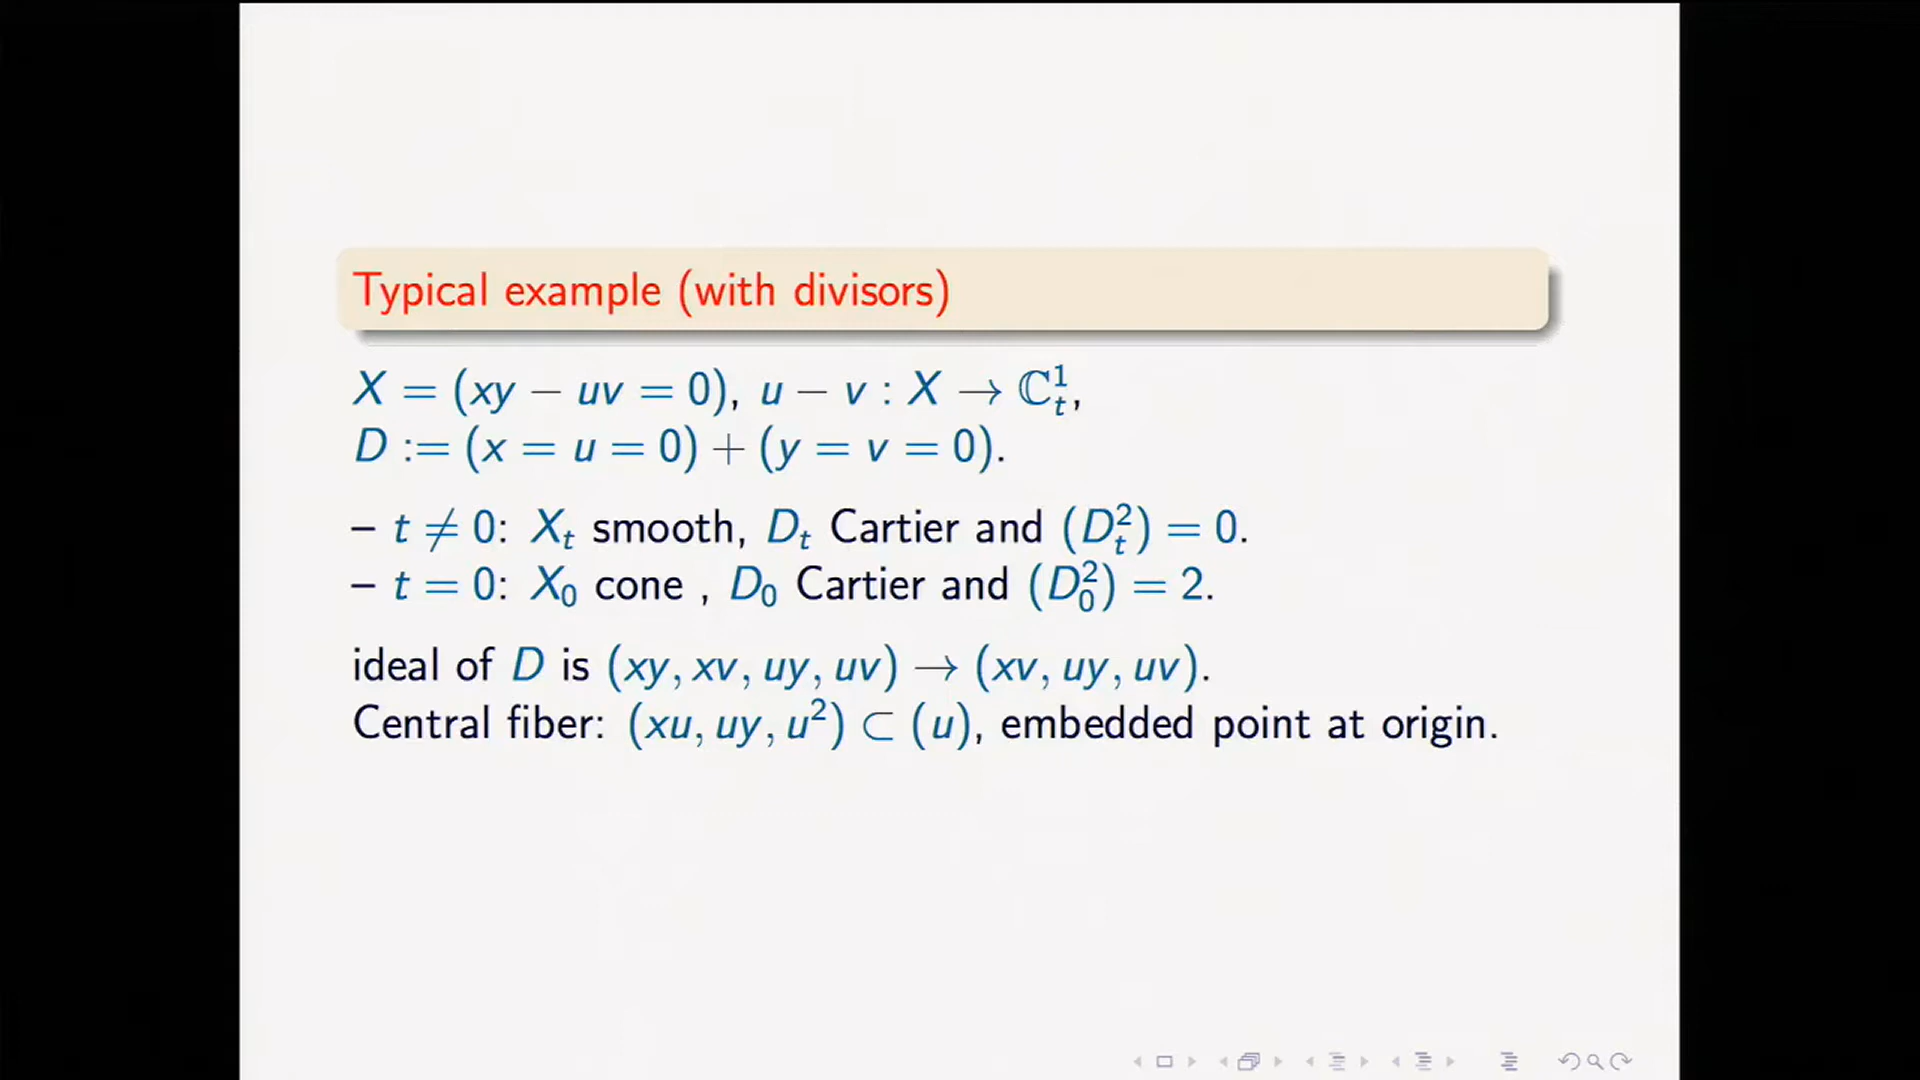 Typical example (with divisors)
X = (xy − uv = 0), u − v : X → ℂ¹ₜ,
D := (x = u = 0) + (y = v = 0).
– t ≠ 0: Xₜ smooth, Dₜ Cartier and (Dₜ²) = 0.
– t = 0: X₀ cone , D₀ Cartier and (D₀²) = 2.
ideal of D is (xy, xv, uy, uv) → (xv, uy, uv).
Central fiber: (xu, uy, u²) ⊂ (u), embedded point at origin.